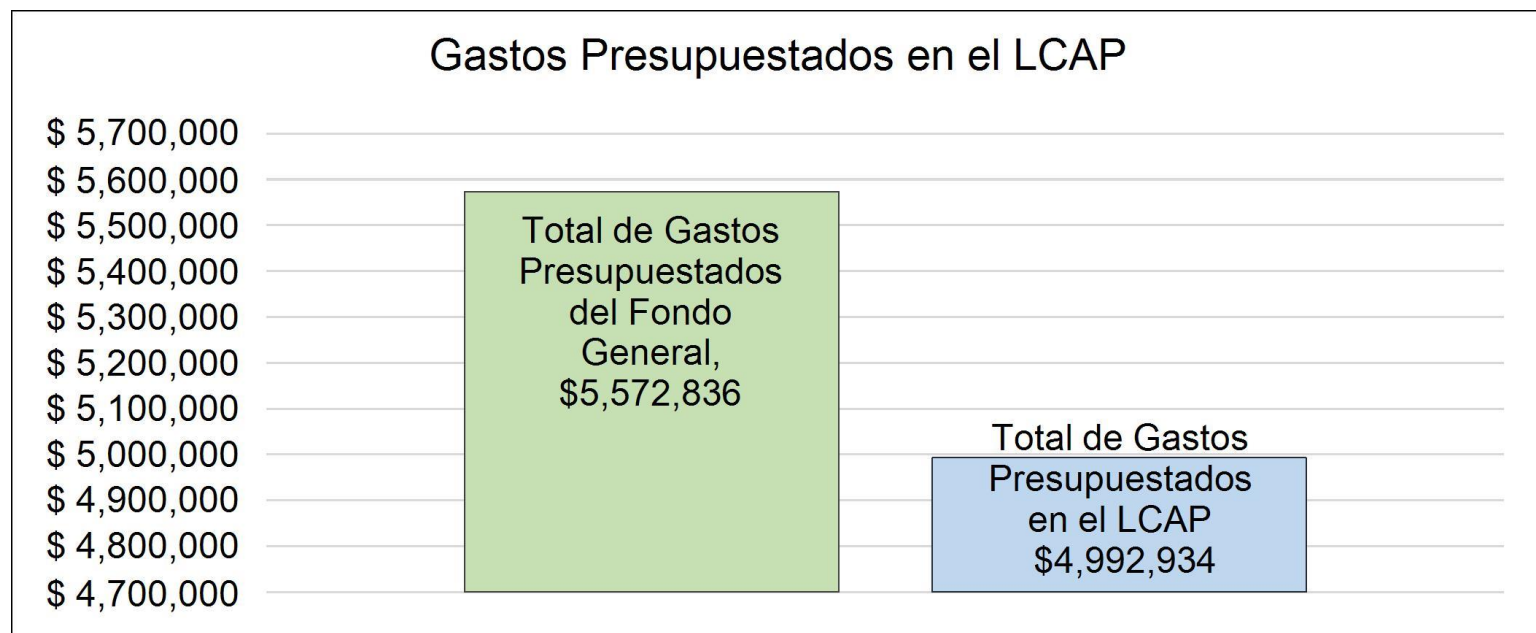 Gastos Presupuestados en el LCAP
$ 5,700,000
$ 5,600,000
$ 5,500,000
$ 5,400,000
$ 5,300,000
$ 5,200,000
$ 5,100,000
$ 5,000,000
$ 4,900,000
$ 4,800,000
$ 4,700,000
Total de Gastos
Presupuestados
del Fondo
General,
$5,572,836
Total de Gastos
Presupuestados
en el LCAP
$4,992,934